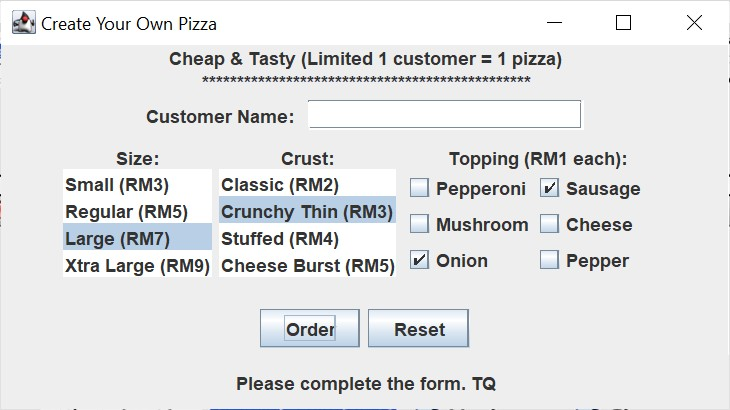 Create Your Own Pizza
Cheap & Tasty (Limited 1 customer = 1 pizza)
***********************************************
Customer Name:
Size: Crust: Topping (RM1 each):
Small (RM3) Classic (RM2) Pepperoni Sausage
Regular (RM5) Crunchy Thin (RM3) Mushroom Cheese
Large (RM7) Stuffed (RM4) Onion Pepper
Xtra Large (RM9) Cheese Burst (RM5)
Order Reset
Please complete the form. TQ